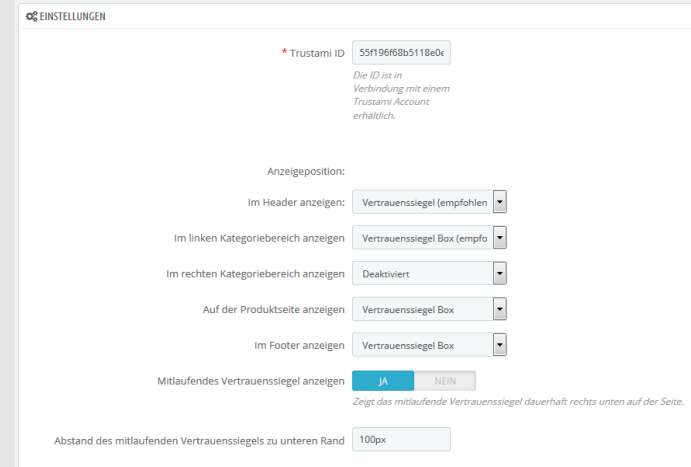 EINSTELLUNGEN
* Trustami ID 55f196f68b5118e0e
Die ID ist in
Verbindung mit einem
Trustami Account
erhältlich.
Anzeigeposition:
Im Header anzeigen: Vertrauenssiegel (empfohlen
Im linken Kategoriebereich anzeigen Vertrauenssiegel Box (empfo
Im rechten Kategoriebereich anzeigen Deaktiviert
Auf der Produktseite anzeigen Vertrauenssiegel Box
Im Footer anzeigen Vertrauenssiegel Box
Mitlaufendes Vertrauenssiegel anzeigen JA NEIN
Zeigt das mitlaufende Vertrauenssiegel dauerhaft rechts unten auf der Seite.
Abstand des mitlaufenden Vertrauenssiegels zu unteren Rand 100px